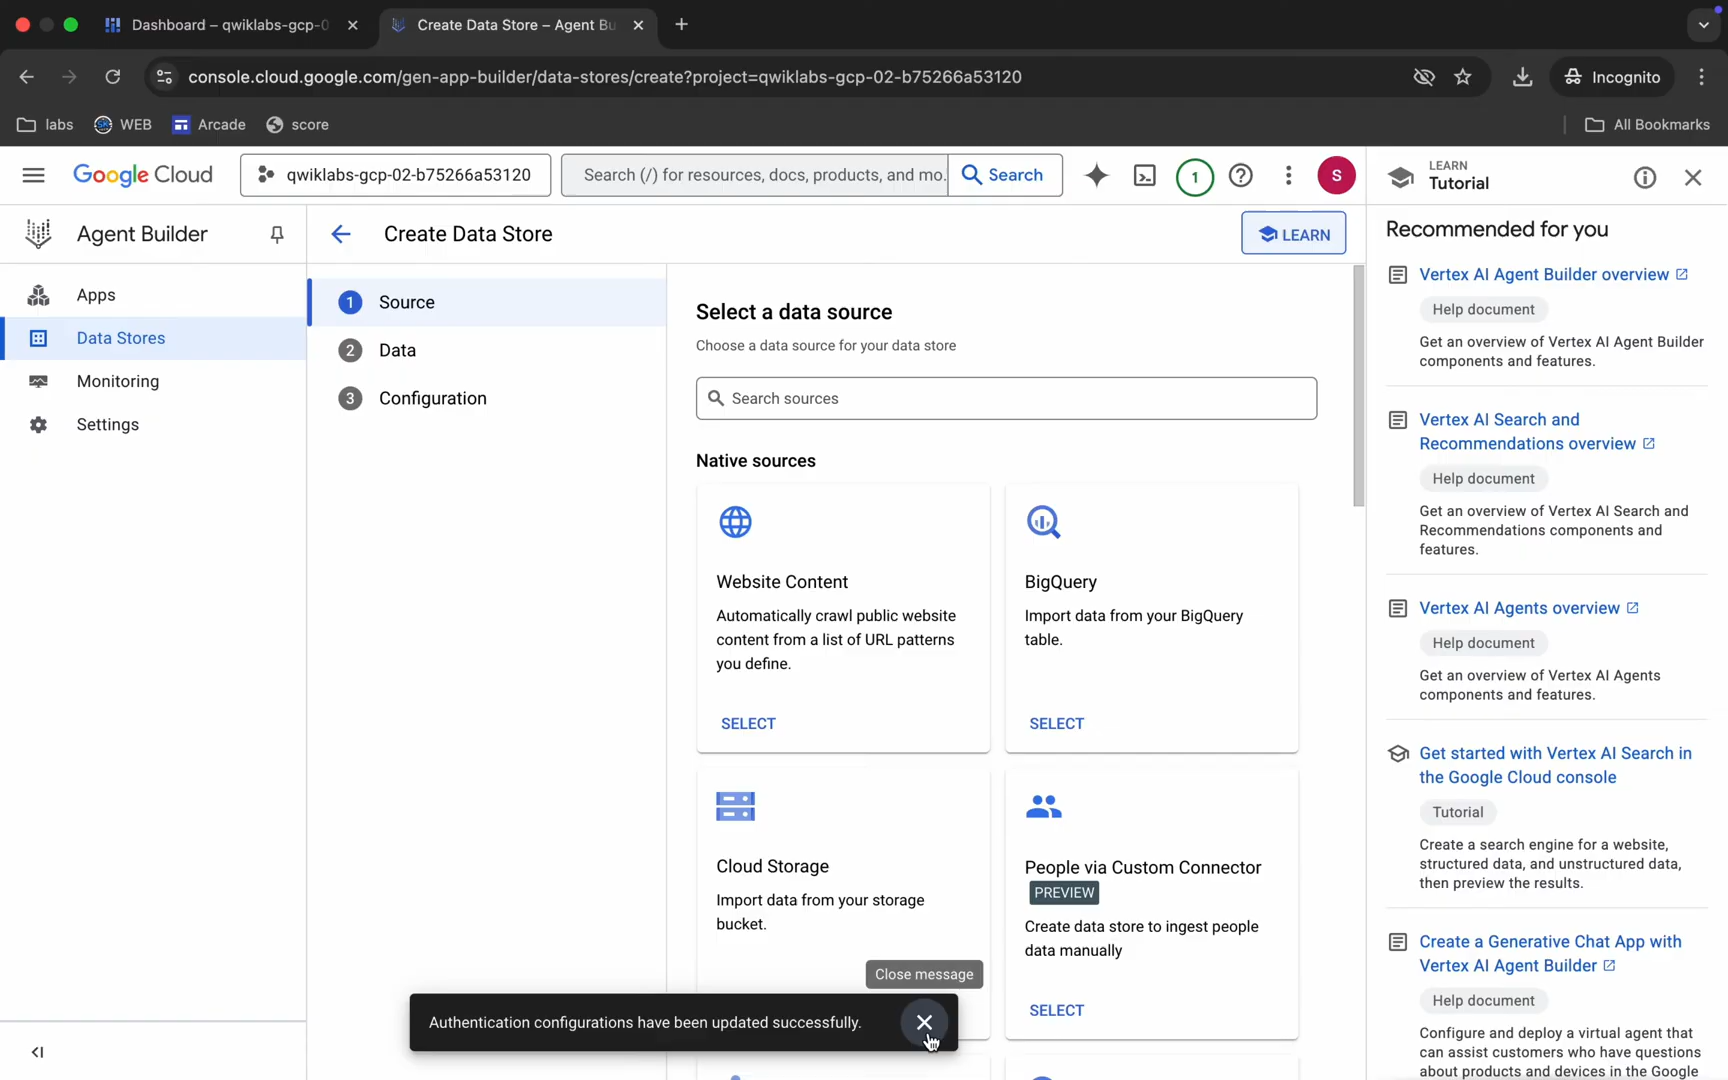 Dashboard – qwiklabs-gcp-0
Create Data Store – Agent Bu
console.cloud.google.com/gen-app-builder/data-stores/create?project=qwiklabs-gcp-02-b75266a53120
Incognito
labs
WEB
Arcade
score
All Bookmarks
Google Cloud
qwiklabs-gcp-02-b75266a53120
Search (/) for resources, docs, products, and mo.
Search
1
S
LEARN
Tutorial
Agent Builder
Create Data Store
LEARN
Apps
Data Stores
Monitoring
Settings
1 Source
2 Data
3 Configuration
Select a data source
Choose a data source for your data store
Search sources
Native sources
Website Content
Automatically crawl public website
content from a list of URL patterns
you define.
SELECT
BigQuery
Import data from your BigQuery
table.
SELECT
Cloud Storage
Import data from your storage
bucket.
People via Custom Connector
PREVIEW
Create data store to ingest people
data manually
SELECT
Close message
Authentication configurations have been updated successfully.
Recommended for you
Vertex AI Agent Builder overview
Help document
Get an overview of Vertex AI Agent Builder
components and features.
Vertex AI Search and
Recommendations overview
Help document
Get an overview of Vertex AI Search and
Recommendations components and
features.
Vertex AI Agents overview
Help document
Get an overview of Vertex AI Agents
components and features.
Get started with Vertex AI Search in
the Google Cloud console
Tutorial
Create a search engine for a website,
structured data, and unstructured data,
then preview the results.
Create a Generative Chat App with
Vertex AI Agent Builder
Help document
Configure and deploy a virtual agent that
can assist customers who have questions
about products and devices in the Google